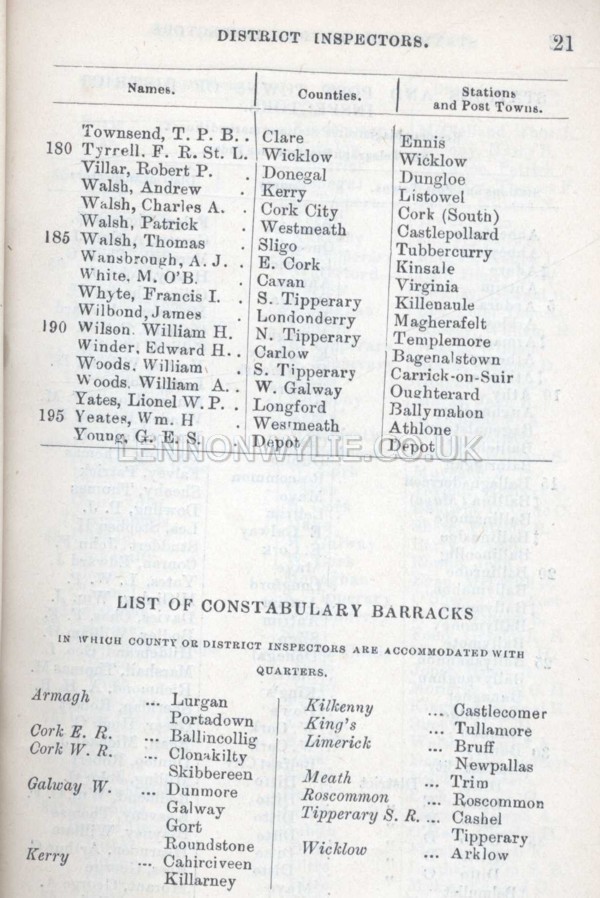 DISTRICT INSPECTORS. 21
Names. Counties. Stations and Post Towns.
Townsend, T. P. B., Clare Ennis
180 Tyrrell, F. R. St. L. Wicklow Wicklow
Villar, Robert P. . Donegal Dungloe
Walsh, Andrew . Kerry Listowel
Walsh, Charles A. . Cork City Cork (South)
Walsh, Patrick . Westmeath Castlepollard
185 Walsh, Thomas . Sligo Tubbercurry
Wansbrough, A. J. . E. Cork Kinsale
White, M. O'B. . Cavan Virginia
Whyte, Francis I. . S. Tipperary Killenaule
Wilbond, James . Londonderry Magherafelt
190 Wilson, William H. N. Tipperary Templemore
Winder, Edward H. . Carlow Bagenalstown
Woods, William . S. Tipperary Carrick-on-Suir
Woods, William A. . W. Galway Oughterard
Yates, Lionel W. P. . Longford Ballymahon
195 Yeates, Wm. H . Westmeath Athlone
Young, G. E. S. Depot Depot
LENNONWYLIE.CO.UK
LIST OF CONSTABULARY BARRACKS
IN WHICH COUNTY OR DISTRICT INSPECTORS ARE ACCOMMODATED WITH
QUARTERS.
Armagh ... Lurgan
Portadown
Cork E. R. ... Ballincollig
Cork W. R. ... Clonakilty
Skibbereen
Galway W. ... Dunmore
Galway
Gort
Roundstone
Kerry ... Cahirciveen
Killarney
Kilkenny ... Castlecomer
King's ... Tullamore
Limerick ... Bruff
Newpallas
Meath ... Trim
Roscommon ... Roscommon
Tipperary S. R. ... Cashel
Tipperary
Wicklow ... Arklow